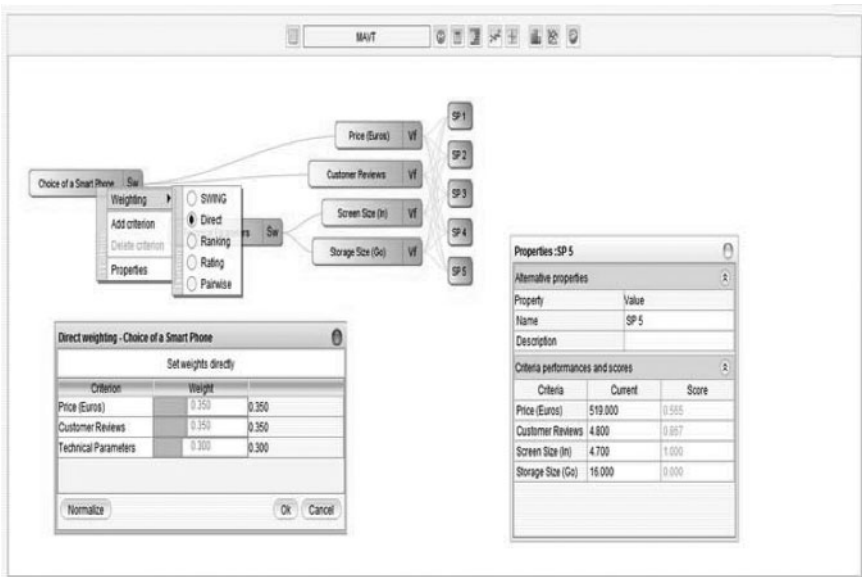 MAVT
Choice of a Smart Phone Sw
Price (Euros) Vf
Customer Reviews Vf
Screen Size (In) Vf
Storage Size (Go) Vf
SP 1
SP 2
SP 3
SP 4
SP 5
Weighting
Add criterion
Delete criterion
Properties
SWING
Direct
Ranking
Rating
Pairwise
Sw
Direct weighting - Choice of a Smart Phone
Set weights directly
Criterion Weight
Price (Euros) 0.350 0.350
Customer Reviews 0.350 0.350
Technical Parameters 0.300 0.300
Normalize Ok Cancel
Properties :SP 5
Alternative properties
Property Value
Name SP 5
Description
Criteria performances and scores
Criteria Current Score
Price (Euros) 519.000 0.565
Customer Reviews 4.800 0.957
Screen Size (In) 4.700 1.000
Storage Size (Go) 16.000 0.000